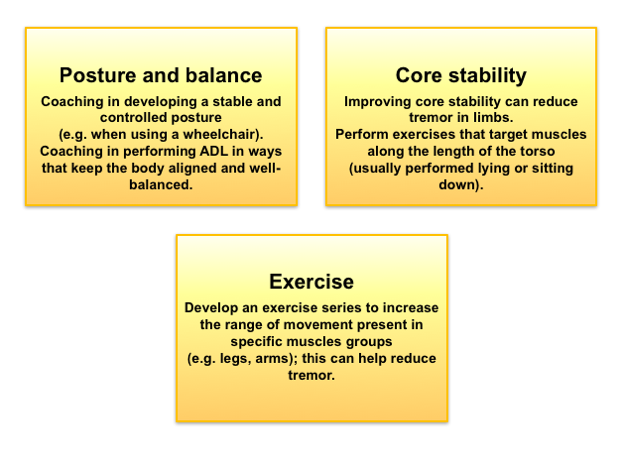 Posture and balance
Coaching in developing a stable and
controlled posture
(e.g. when using a wheelchair).
Coaching in performing ADL in ways
that keep the body aligned and well-
balanced.
Core stability
Improving core stability can reduce
tremor in limbs.
Perform exercises that target muscles
along the length of the torso
(usually performed lying or sitting
down).
Exercise
Develop an exercise series to increase
the range of movement present in
specific muscles groups
(e.g. legs, arms); this can help reduce
tremor.